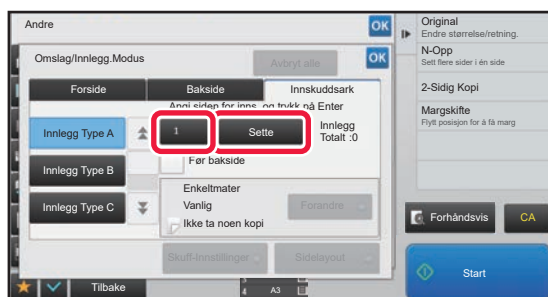 Andre
OK
Omslag/Innlegg.Modus
Avbryt alle
OK
Forside
Bakside
Innskuddsark
Angi siden for inns. og trykk på Enter
Innlegg Type A
1
Sette
Innlegg
Totalt :0
Før bakside
Innlegg Type B
Enkeltmater
Vanlig
Forandre
Innlegg Type C
Ikke ta noen kopi
Skuff-Innstillinger
Sidelayout
Tilbake
4
A3
Original
Endre størrelse/retning.
N-Opp
Sett flere sider i én side
2-Sidig Kopi
Margskifte
Flytt posisjon for å få marg
Forhåndsvis
CA
Start